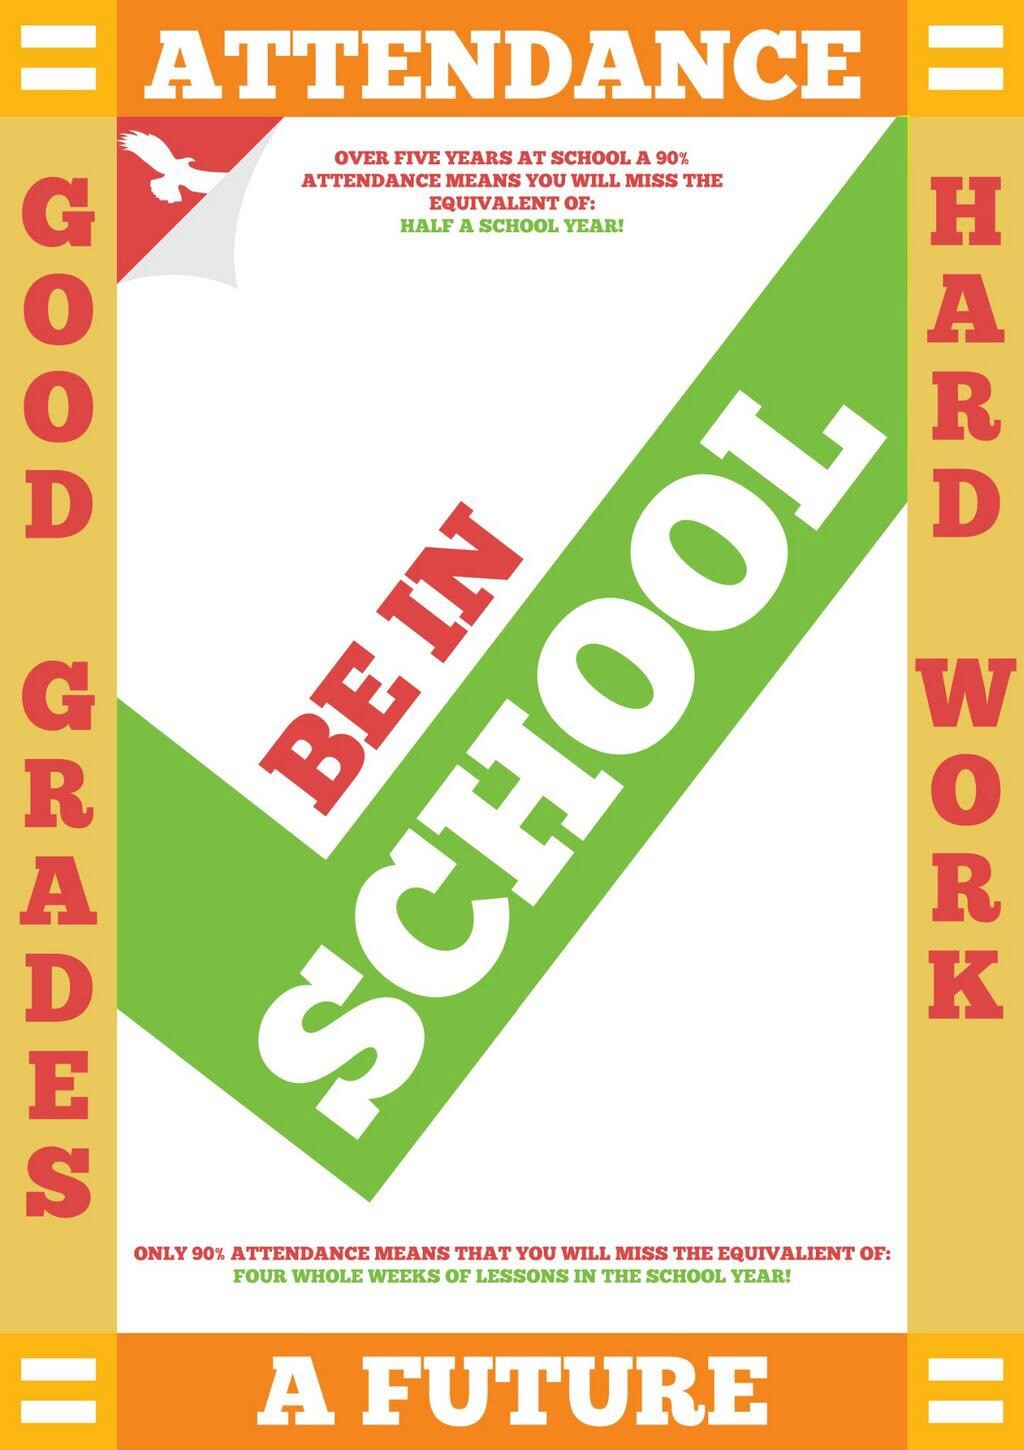 = ATTENDANCE =
OVER FIVE YEARS AT SCHOOL A 90%
ATTENDANCE MEANS YOU WILL MISS THE
EQUIVALENT OF:
HALF A SCHOOL YEAR!
GOOD GRADES
HARD WORK
BE IN
SCHOOL
ONLY 90% ATTENDANCE MEANS THAT YOU WILL MISS THE EQUIVALIENT OF:
FOUR WHOLE WEEKS OF LESSONS IN THE SCHOOL YEAR!
= A FUTURE =